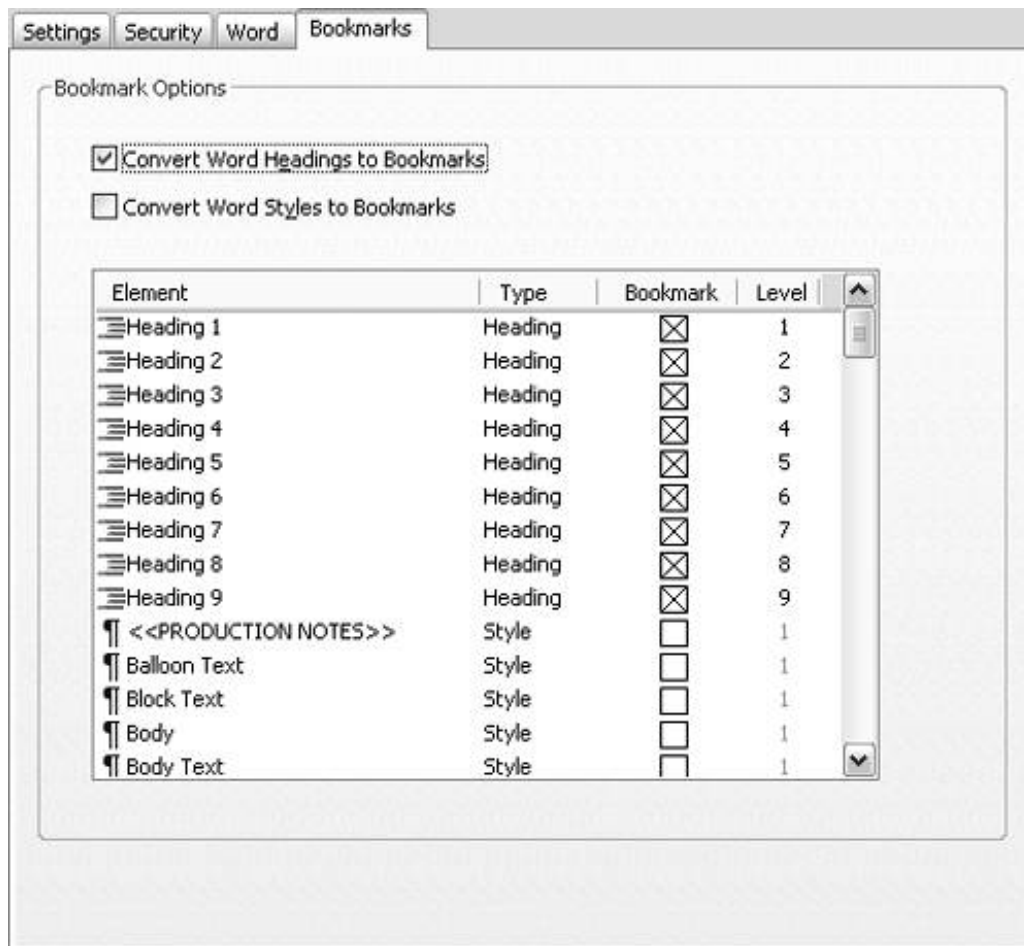 Settings Security Word Bookmarks
Bookmark Options
Convert Word Headings to Bookmarks
Convert Word Styles to Bookmarks
Element Type Bookmark Level
Heading 1 Heading 1
Heading 2 Heading 2
Heading 3 Heading 3
Heading 4 Heading 4
Heading 5 Heading 5
Heading 6 Heading 6
Heading 7 Heading 7
Heading 8 Heading 8
Heading 9 Heading 9
¶ <<PRODUCTION NOTES>> Style 1
¶ Balloon Text Style 1
¶ Block Text Style 1
¶ Body Style 1
¶ Body Text Style 1